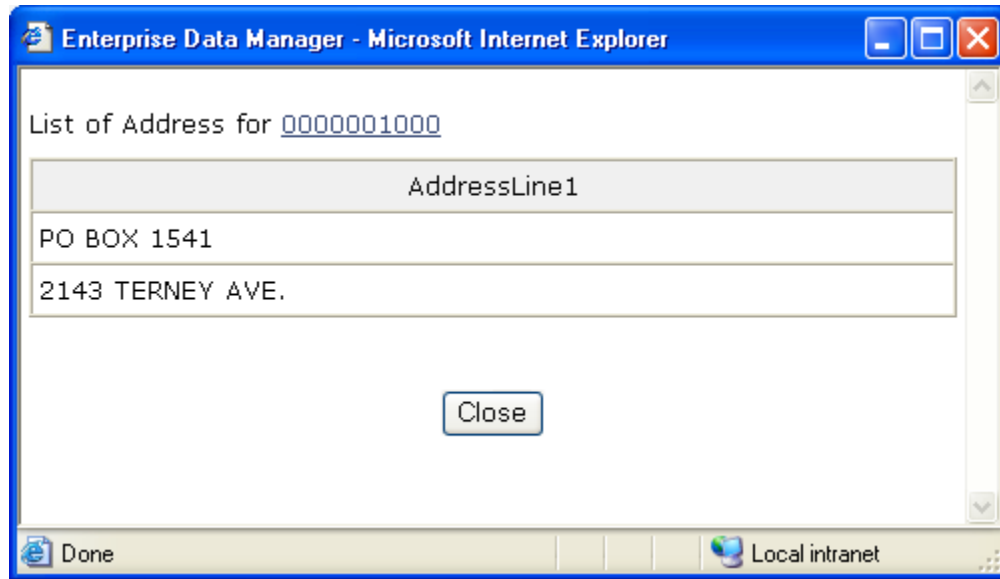 Enterprise Data Manager - Microsoft Internet Explorer
List of Address for 0000001000
AddressLine1
PO BOX 1541
2143 TERNEY AVE.
Close
Done
Local intranet